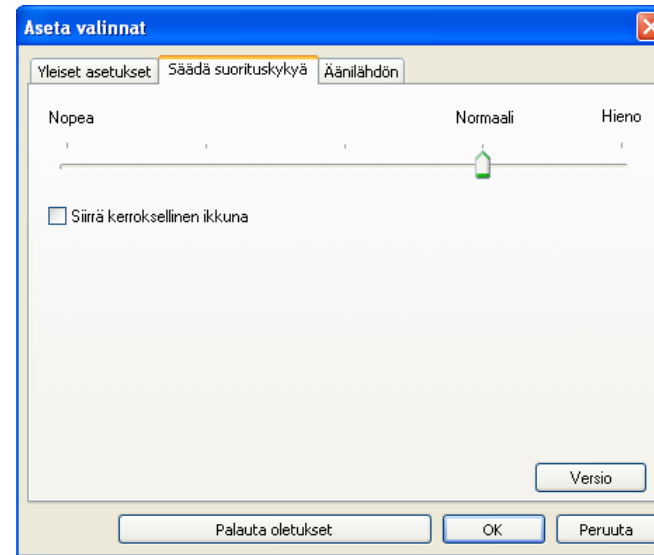 Aseta valinnat
Yleiset asetukset Säädä suorituskykyä Äänilähdön
Nopea Normaali Hieno
Siirrä kerroksellinen ikkuna
Versio
Palauta oletukset OK Peruuta